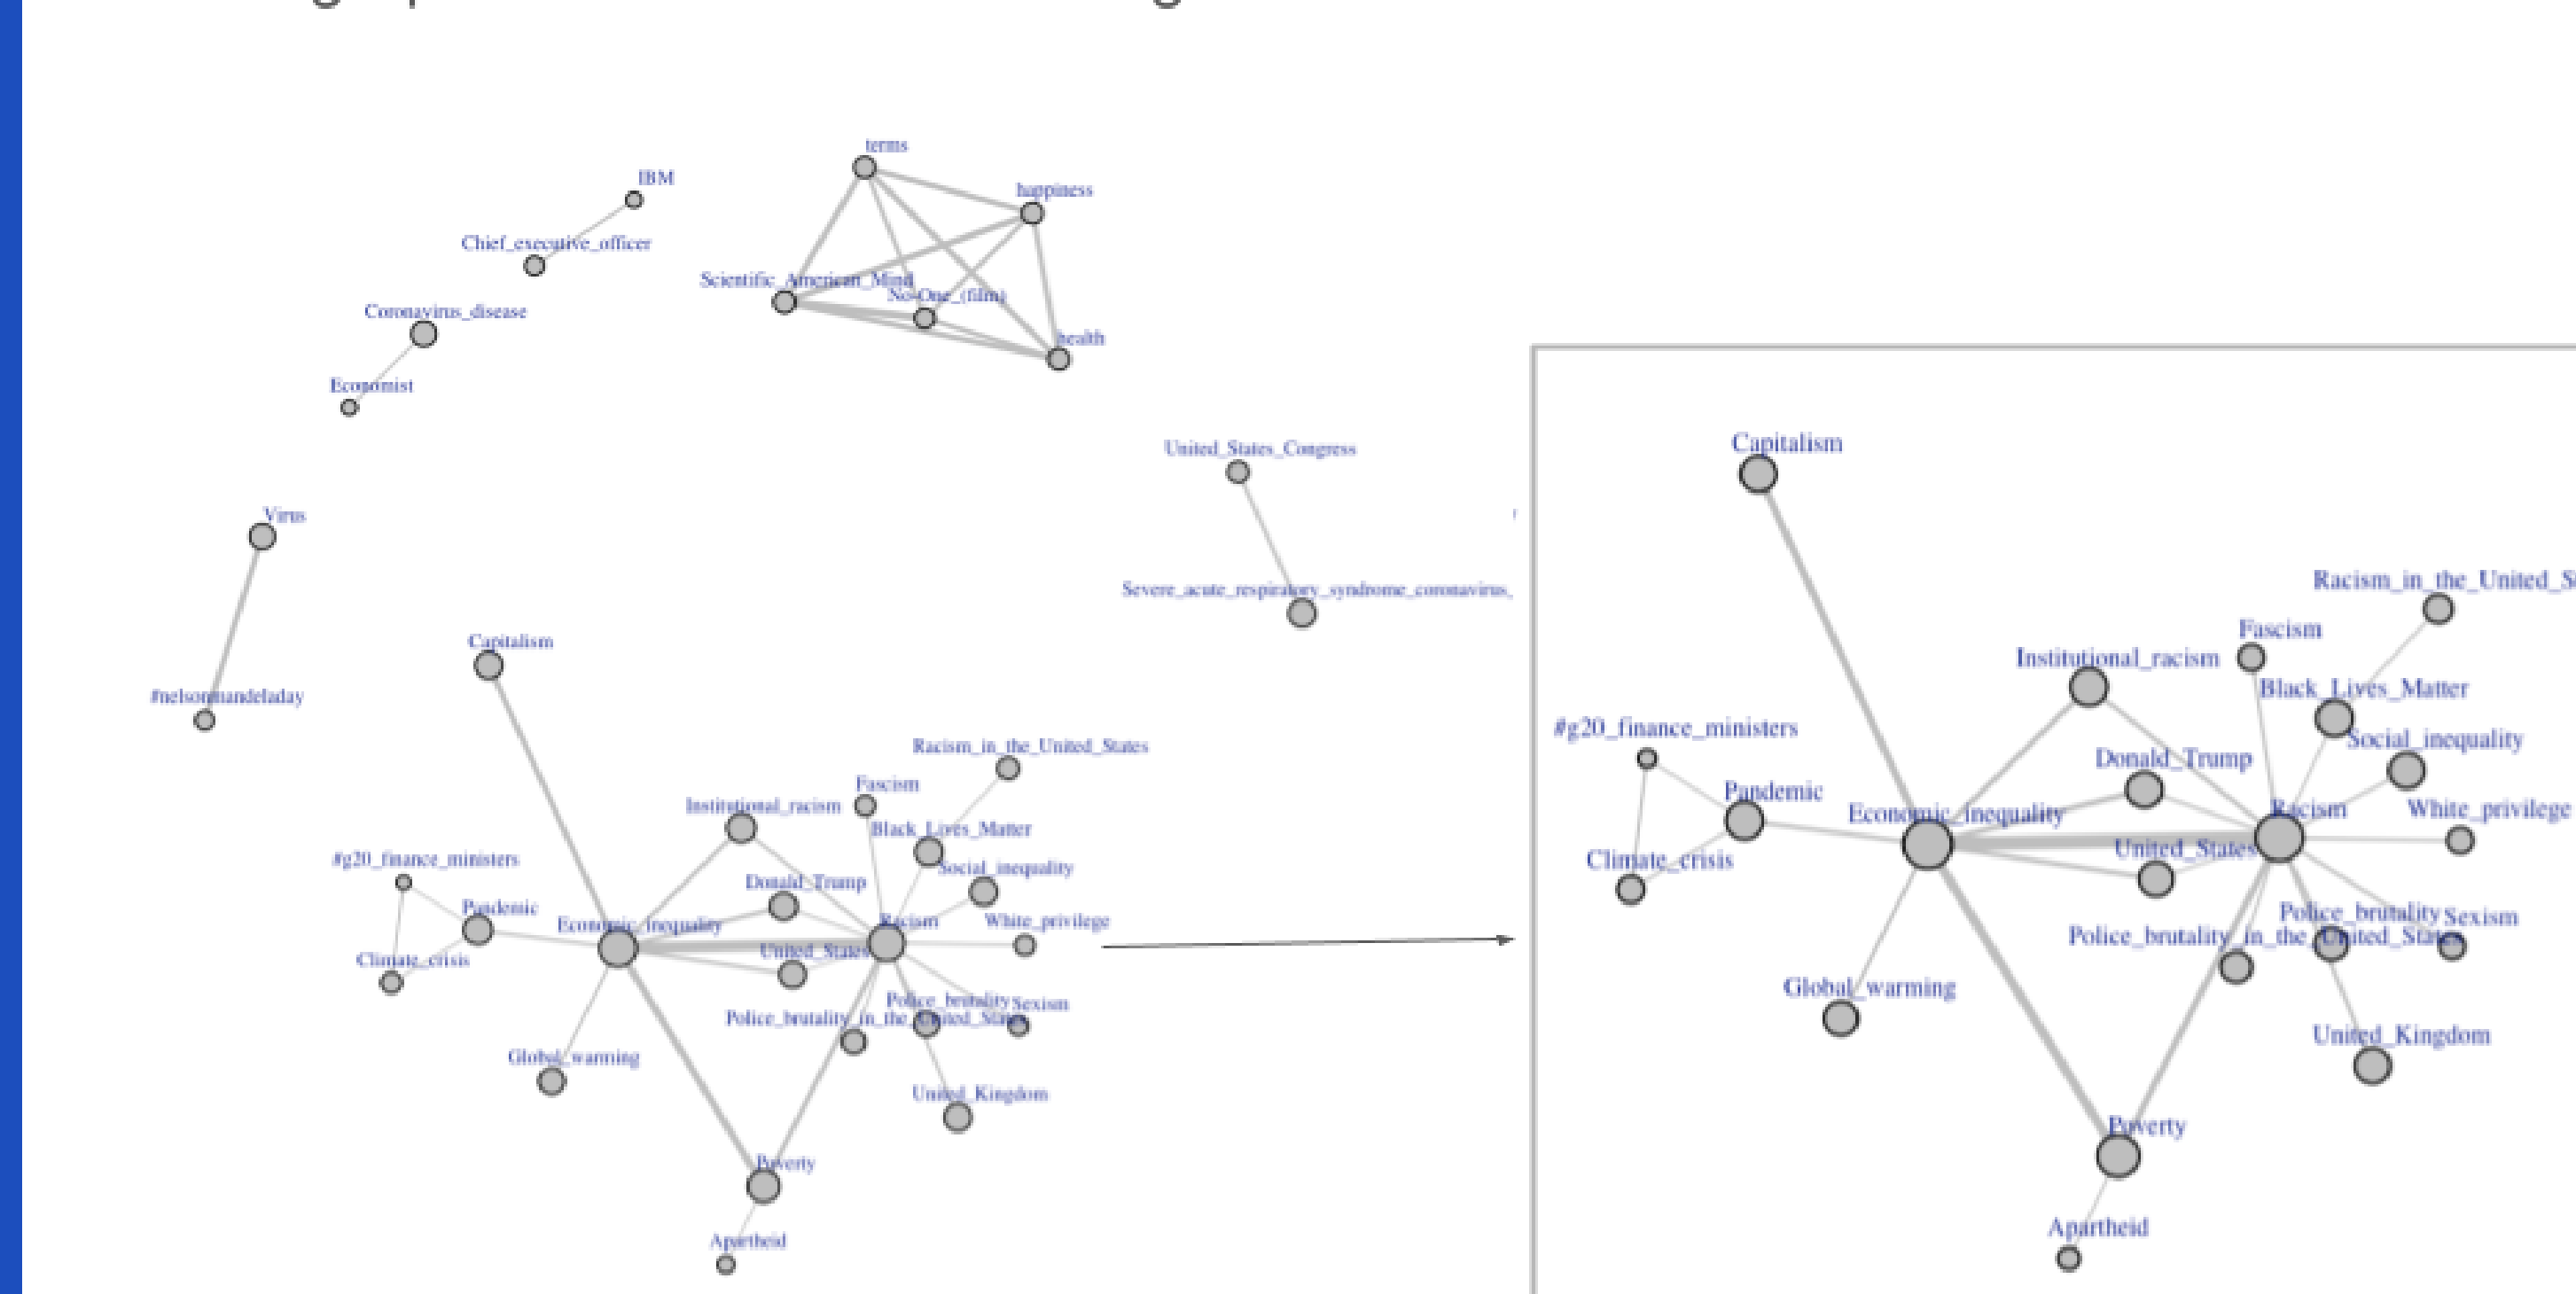 terms
IBM
happiness
Chief_executive_officer
Scientific_American_Mind
No-One_(film)
Coronavirus_disease
health
Economist
United_States_Congress
Virus
Severe_acute_respiratory_syndrome_coronavirus_
#nelsonmandeladay
Capitalism
Racism_in_the_United_States
Fascism
Institutional_racism
Black_Lives_Matter
#g20_finance_ministers
Social_inequality
Donald_Trump
Pandemic
Economic_inequality
Racism
White_privilege
United_States
Climate_crisis
Police_brutality
Sexism
Police_brutality_in_the_United_States
Global_warming
United_Kingdom
Poverty
Apartheid
Capitalism
Racism_in_the_United_S
Fascism
Institutional_racism
Black_Lives_Matter
#g20_finance_ministers
Social_inequality
Donald_Trump
Pandemic
Economic_inequality
Racism
White_privilege
United_States
Climate_crisis
Police_brutality
Sexism
Police_brutality_in_the_United_States
Global_warming
United_Kingdom
Poverty
Apartheid